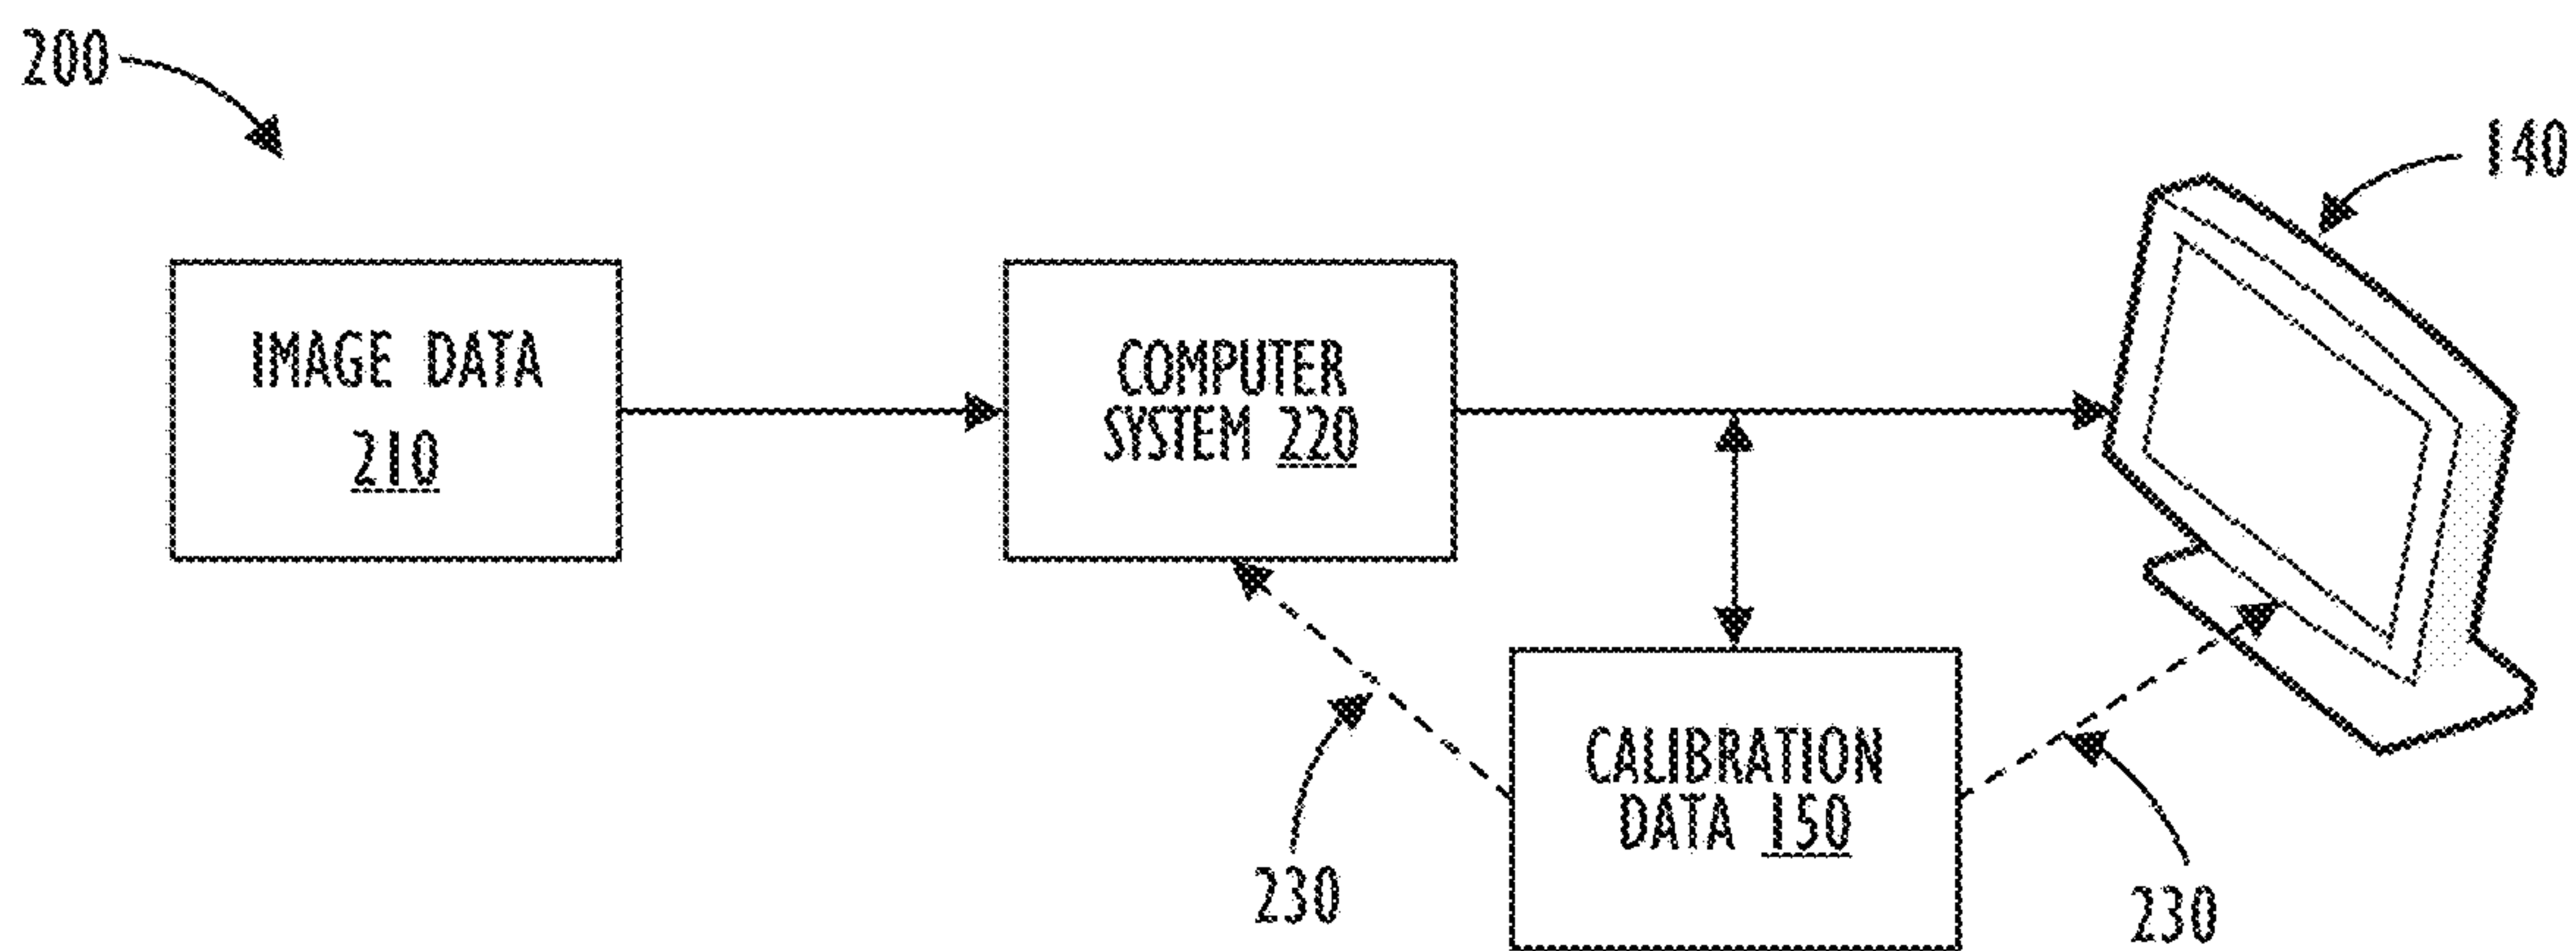 200
140
IMAGE DATA
210
COMPUTER
SYSTEM 220
CALIBRATION
DATA 150
230
230